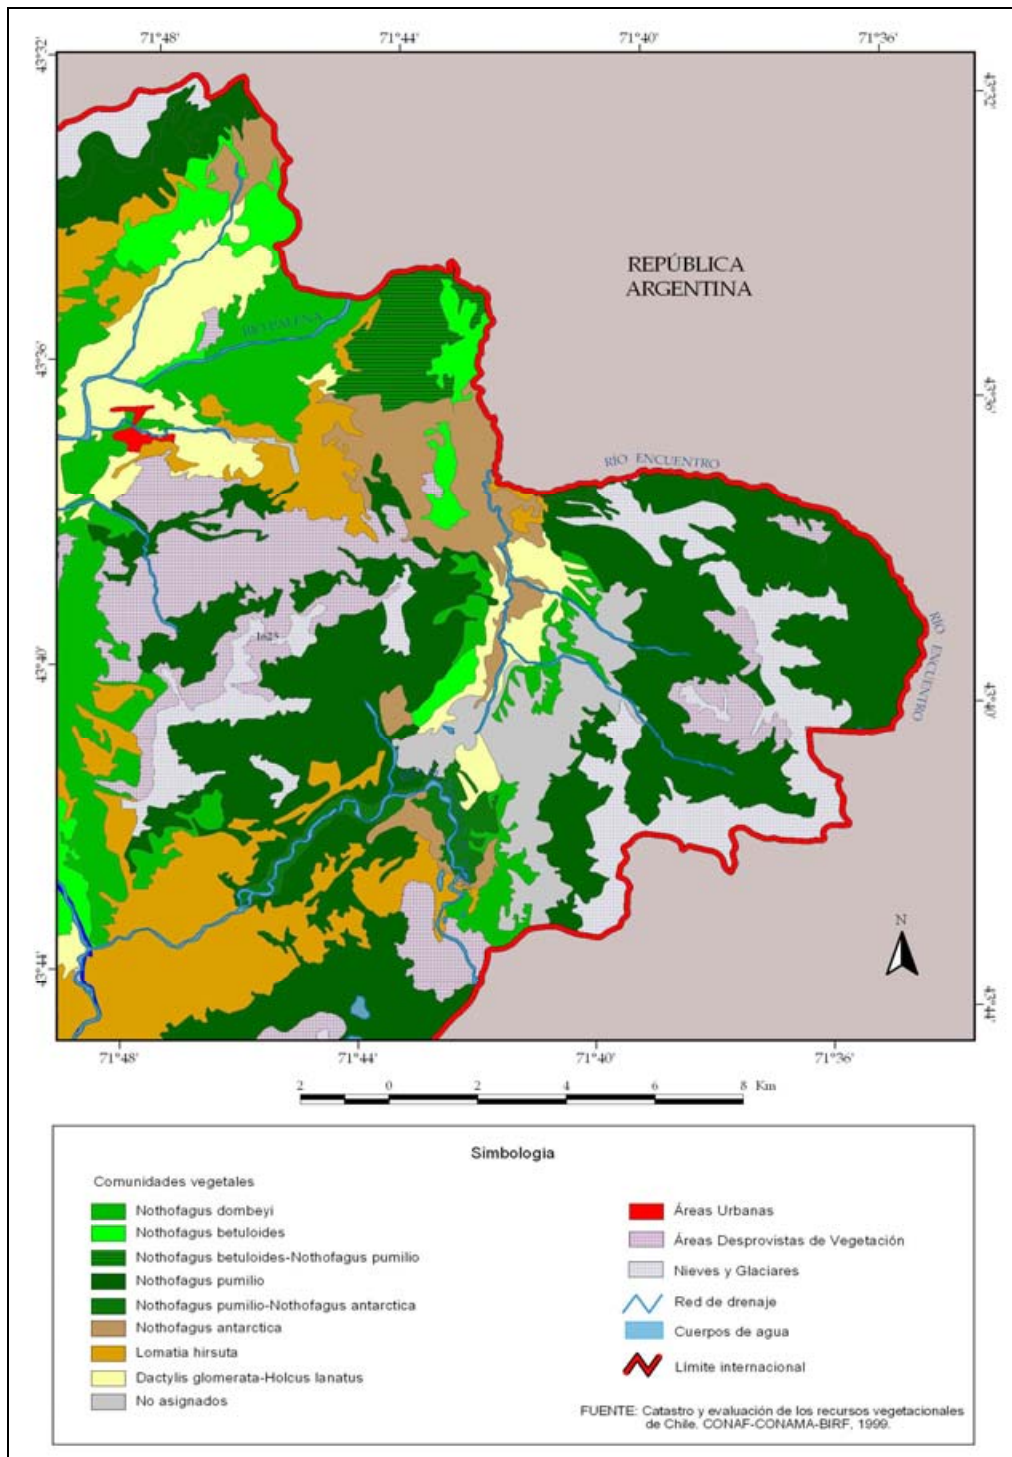 71°48' 71°44' 71°40' 71°36'
43°32' 43°32'
REPÚBLICA
ARGENTINA
RÍO PALENA
43°36' 43°36'
RÍO ENCUENTRO
RÍO ENCUENTRO
1625
43°40' 43°40'
N
43°44' 43°44'
71°48' 71°44' 71°40' 71°36'
2 0 2 4 6 8 Km
Simbologia
Comunidades vegetales
Nothofagus dombeyi
Nothofagus betuloides
Nothofagus betuloides-Nothofagus pumilio
Nothofagus pumilio
Nothofagus pumilio-Nothofagus antarctica
Nothofagus antarctica
Lomatia hirsuta
Dactylis glomerata-Holcus lanatus
No asignados
Áreas Urbanas
Áreas Desprovistas de Vegetación
Nieves y Glaciares
Red de drenaje
Cuerpos de agua
Límite internacional
FUENTE: Catastro y evaluación de los recursos vegetacionales
de Chile. CONAF-CONAMA-BIRF, 1999.